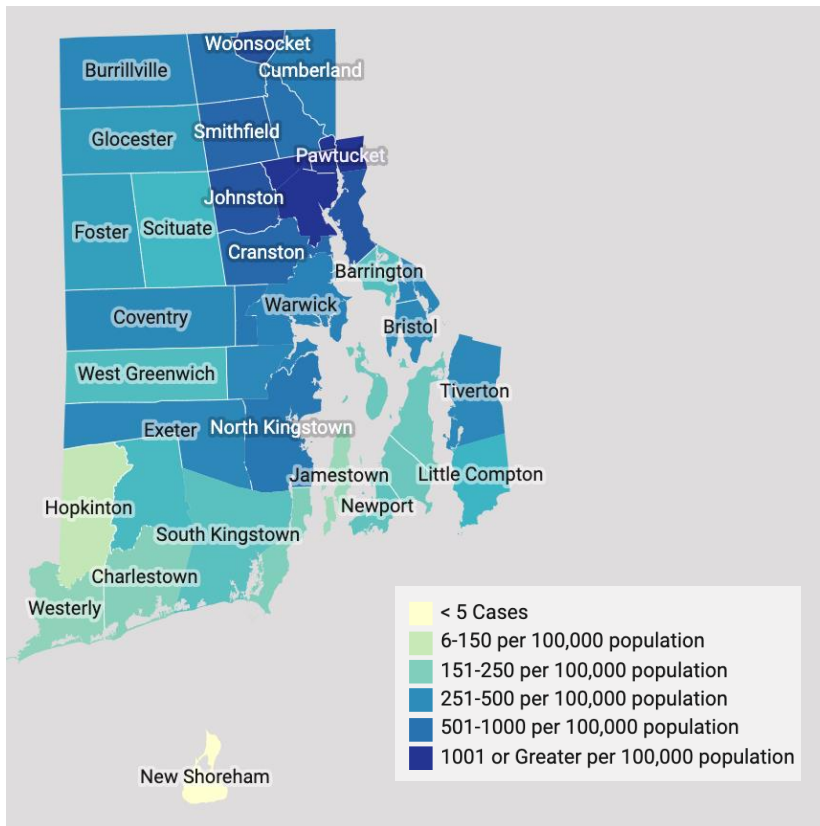 Woonsocket
Burrillville
Cumberland
Smithfield
Glocester
Pawtucket
Johnston
Scituate
Foster
Cranston
Barrington
Warwick
Coventry
Bristol
West Greenwich
Tiverton
North Kingstown
Exeter
Jamestown
Little Compton
Hopkinton
Newport
South Kingstown
Charlestown
Westerly
New Shoreham
< 5 Cases
6-150 per 100,000 population
151-250 per 100,000 population
251-500 per 100,000 population
501-1000 per 100,000 population
1001 or Greater per 100,000 population